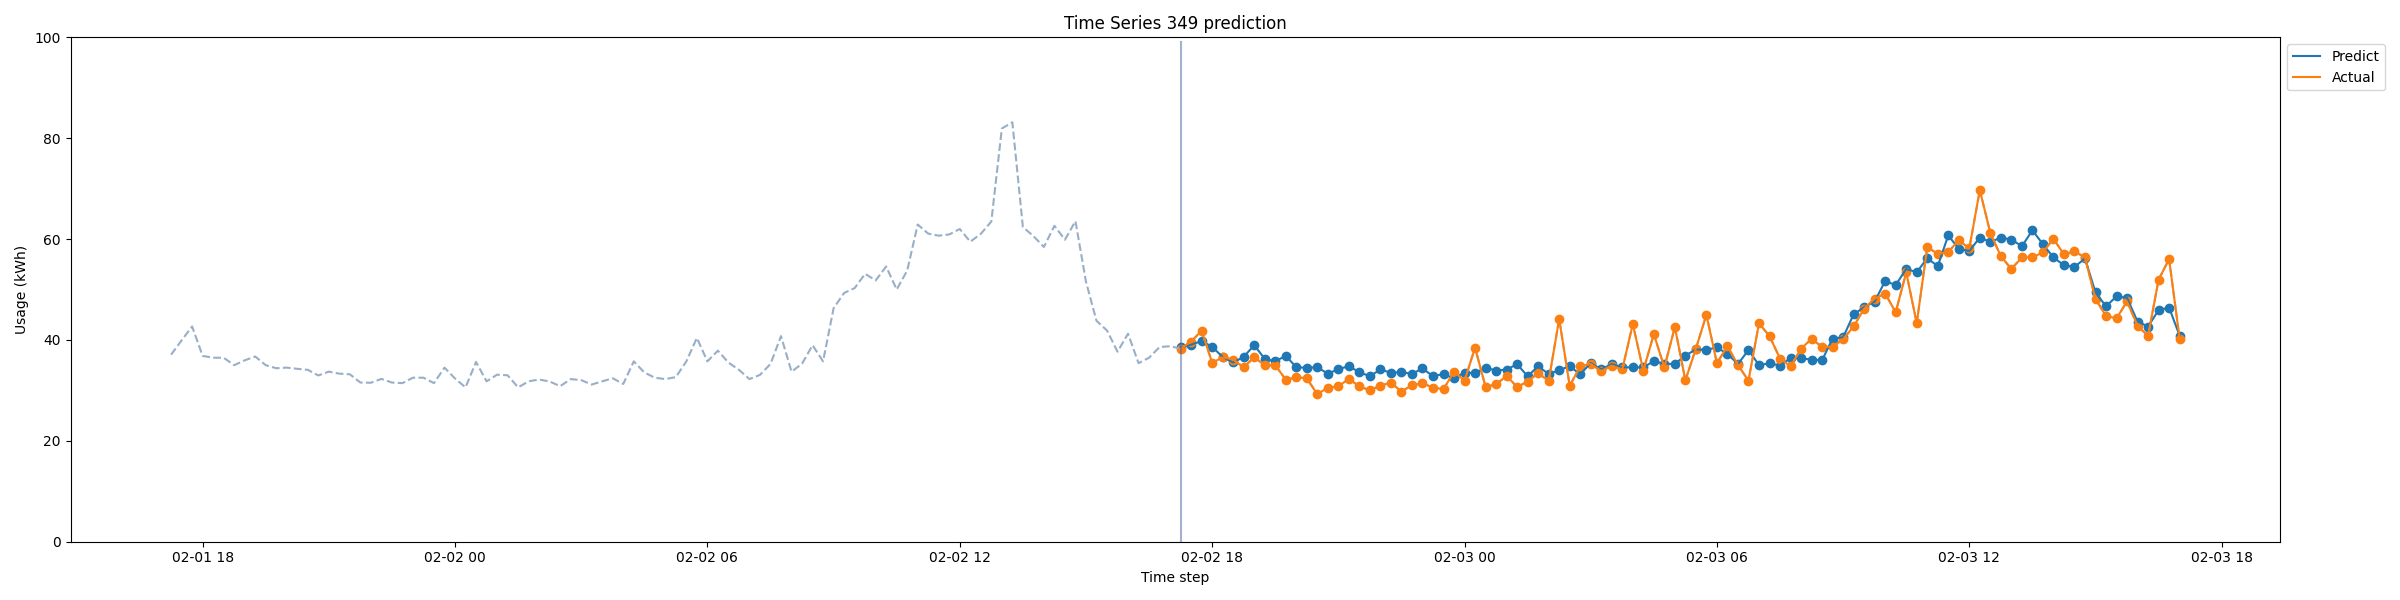 Time Series 349 prediction
100
80
60
40
20
0
Usage (kWh)
Predict
Actual
02-01 18 02-02 00 02-02 06 02-02 12 02-02 18 02-03 00 02-03 06 02-03 12 02-03 18
Time step